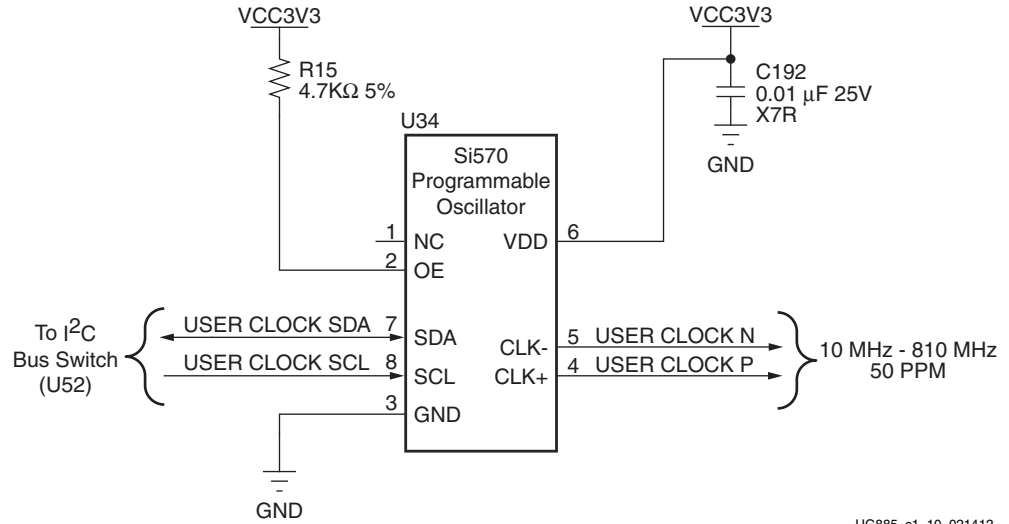 VCC3V3
R15
4.7KΩ 5%
VCC3V3
C192
0.01 μF 25V
X7R
GND
U34
Si570
Programmable
Oscillator
1
NC
VDD
6
2
OE
To I²C
Bus Switch
(U52)
USER CLOCK SDA
7
SDA
USER CLOCK SCL
8
SCL
CLK-
5
USER CLOCK N
CLK+
4
USER CLOCK P
10 MHz - 810 MHz
50 PPM
3
GND
GND